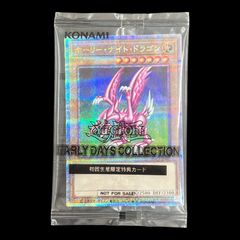 KONAMI
ホーリー・ナイト・ドラゴン
Yu-Gi-Oh!
EARLY DAYS COLLECTION
初回生産限定特典カード
NOT FOR SALE